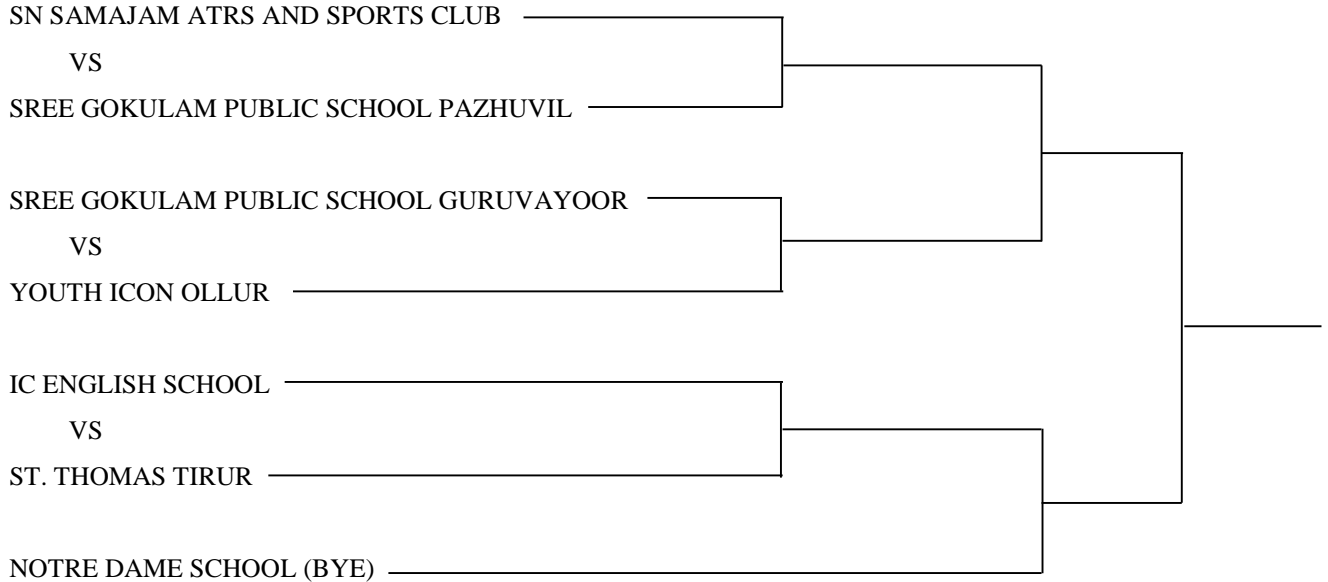 SN SAMAJAM ATRS AND SPORTS CLUB
VS
SREE GOKULAM PUBLIC SCHOOL PAZHUVIL
SREE GOKULAM PUBLIC SCHOOL GURUVAYOOR
VS
YOUTH ICON OLLUR
IC ENGLISH SCHOOL
VS
ST. THOMAS TIRUR
NOTRE DAME SCHOOL (BYE)